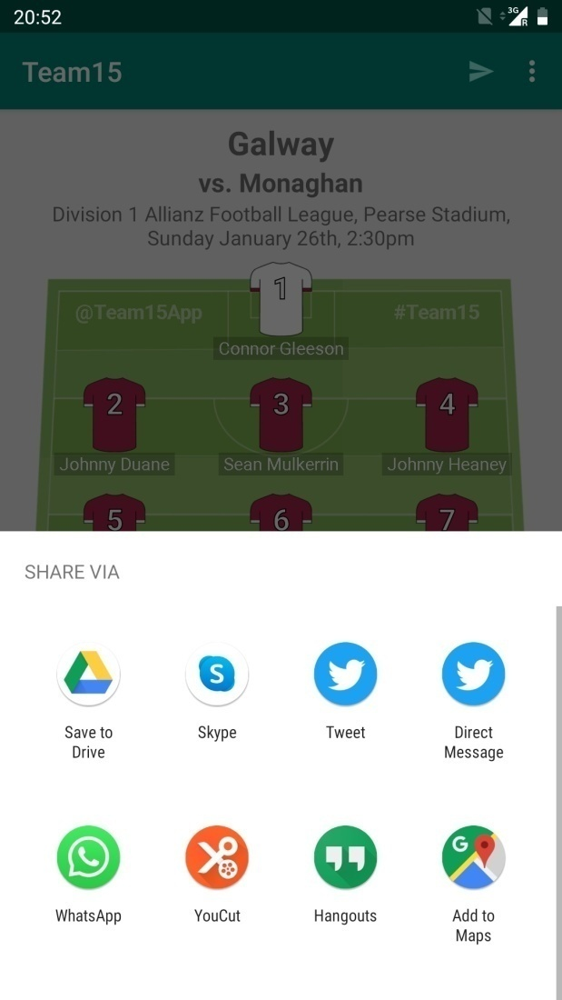 20:52
3G
R
Team15
Galway
vs. Monaghan
Division 1 Allianz Football League, Pearse Stadium,
Sunday January 26th, 2:30pm
1
@Team15App
#Team15
Connor Gleeson
2
3
4
Johnny Duane
Sean Mulkerrin
Johnny Heaney
5
6
7
SHARE VIA
S
Save to
Drive
Skype
Tweet
Direct
Message
G
WhatsApp
YouCut
Hangouts
Add to
Maps